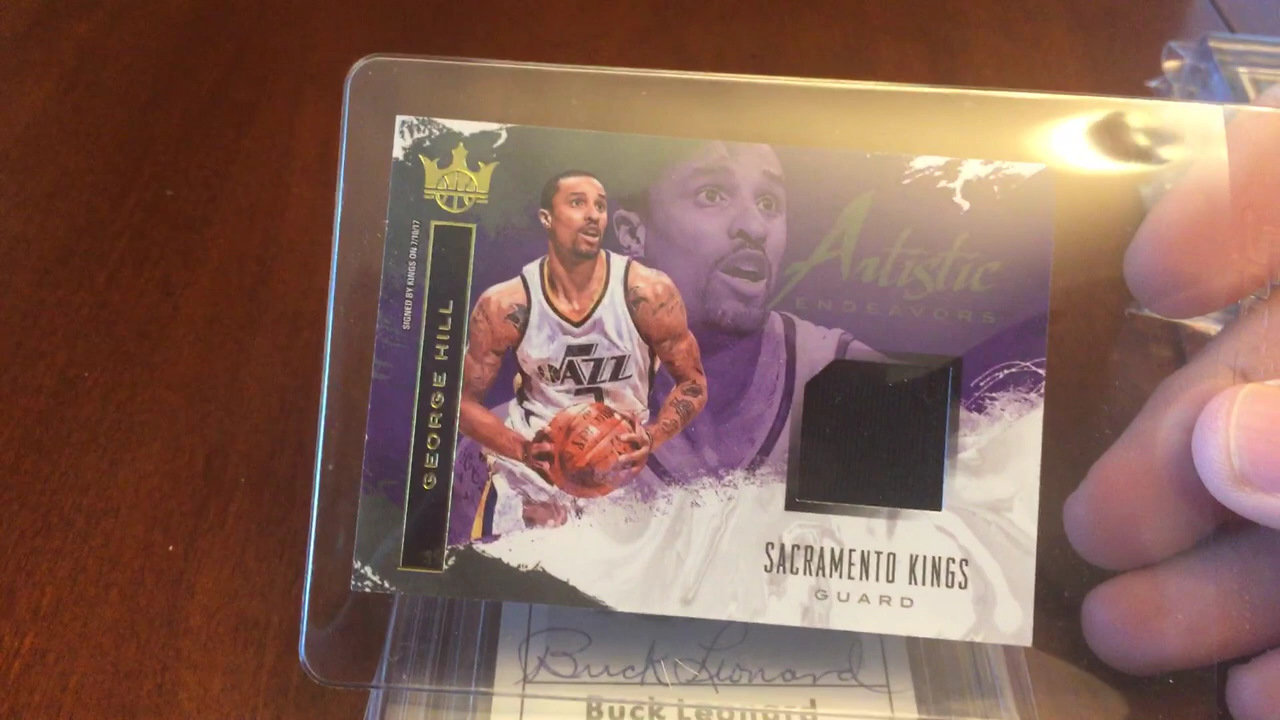 SIGNED BY KINGS ON 7/10/17
GEORGE HILL
JAZZ
Artistic
ENDEAVORS
SACRAMENTO KINGS
GUARD
Buck Leonard
Buck Leonard